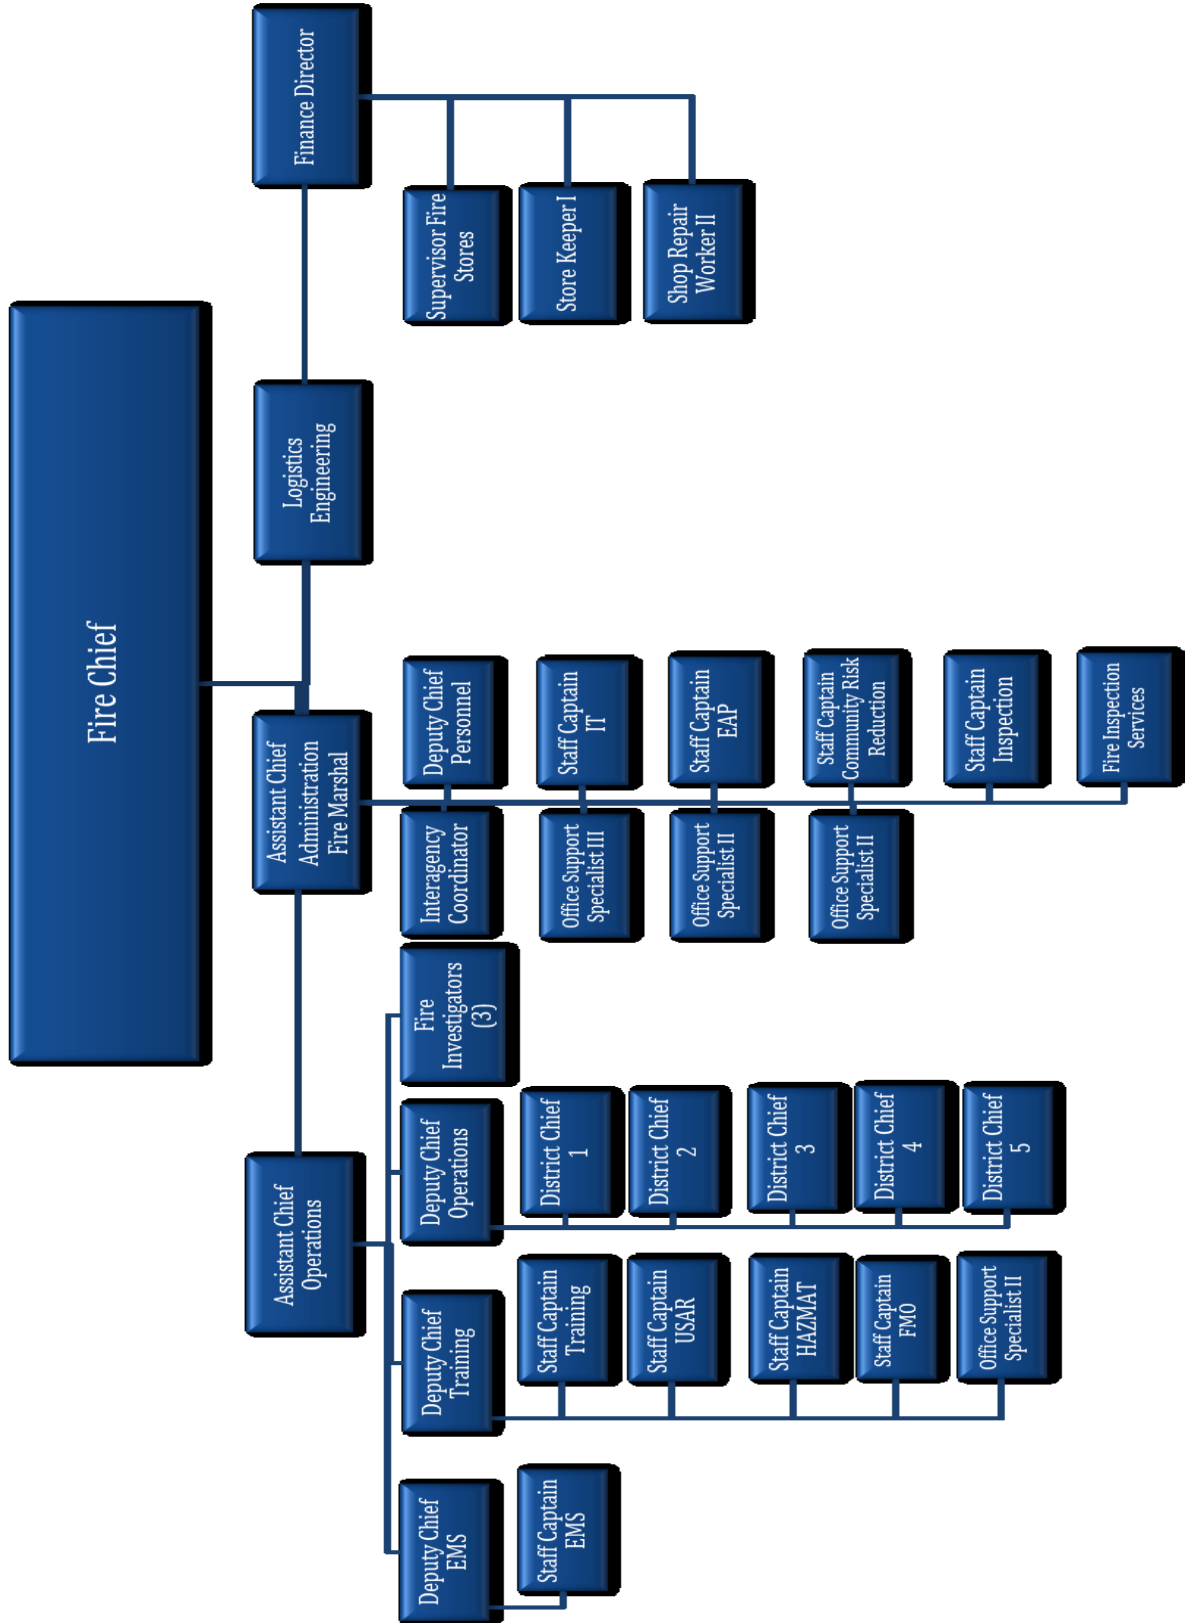 Fire Chief
Assistant Chief
Operations
Assistant Chief
Administration
Fire Marshal
Logistics
Engineering
Finance Director
Deputy Chief
EMS
Staff Captain
EMS
Deputy Chief
Training
Staff Captain
Training
Staff Captain
USAR
Staff Captain
HAZMAT
Staff Captain
FMO
Office Support
Specialist II
Deputy Chief
Operations
District Chief
1
District Chief
2
District Chief
3
District Chief
4
District Chief
5
Fire
Investigators
(3)
Interagency
Coordinator
Deputy Chief
Personnel
Office Support
Specialist III
Staff Captain
IT
Office Support
Specialist II
Staff Captain
EAP
Office Support
Specialist II
Staff Captain
Community Risk
Reduction
Staff Captain
Inspection
Fire Inspection
Services
Supervisor Fire
Stores
Store Keeper I
Shop Repair
Worker II